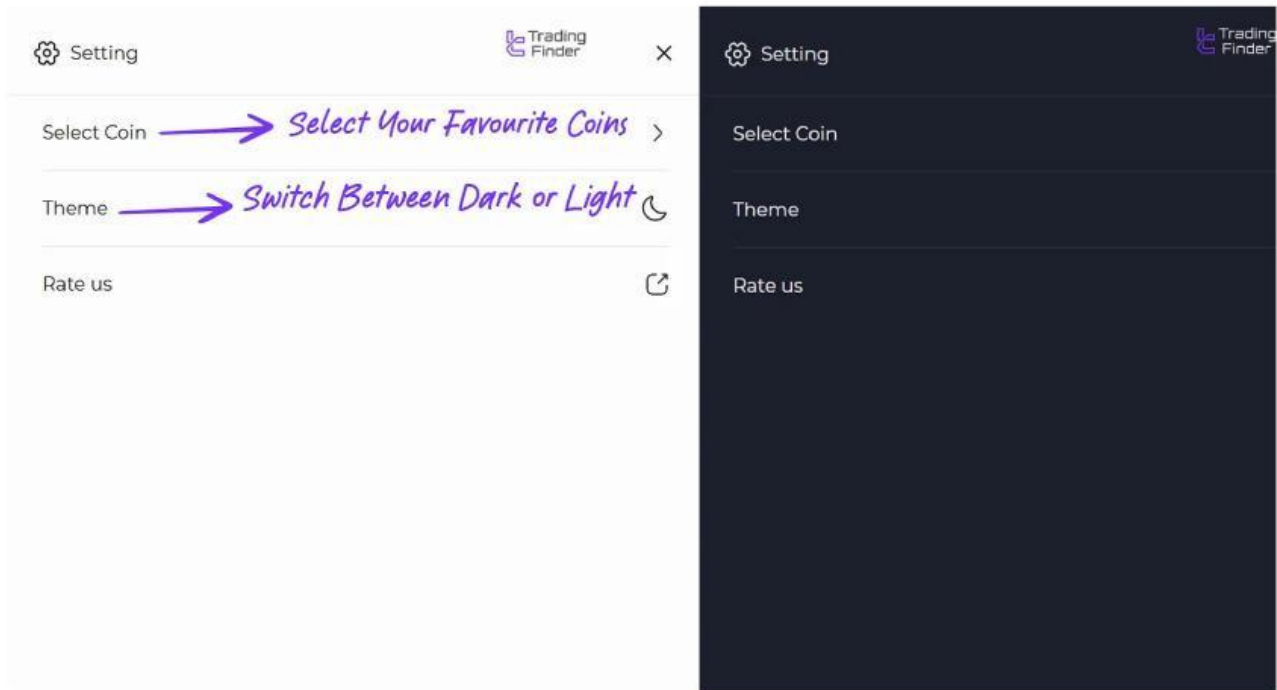 Setting
Trading
Finder
Select Coin
Select Your Favourite Coins
Theme
Switch Between Dark or Light
Rate us
Setting
Trading
Finder
Select Coin
Theme
Rate us